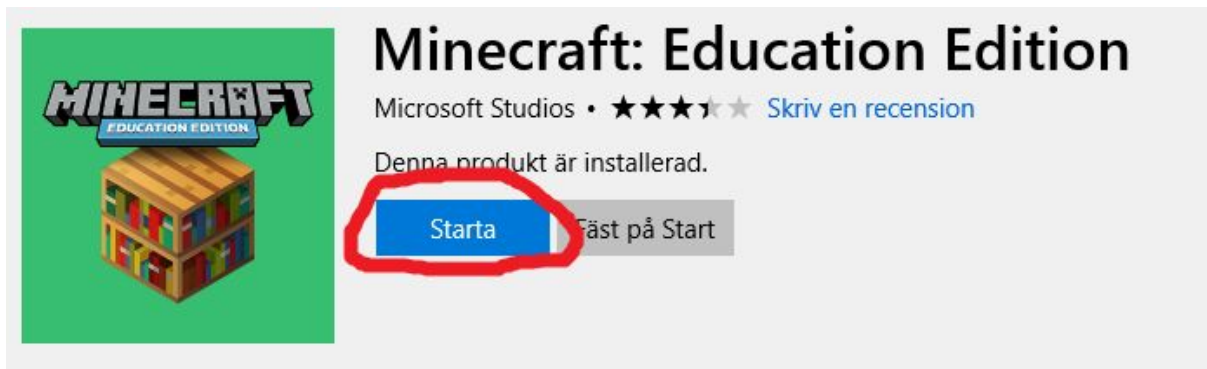 MINECRAFT
EDUCATION EDITION
Minecraft: Education Edition
Microsoft Studios • ★★★★★ Skriv en recension
Denna produkt är installerad.
Starta
Fäst på Start